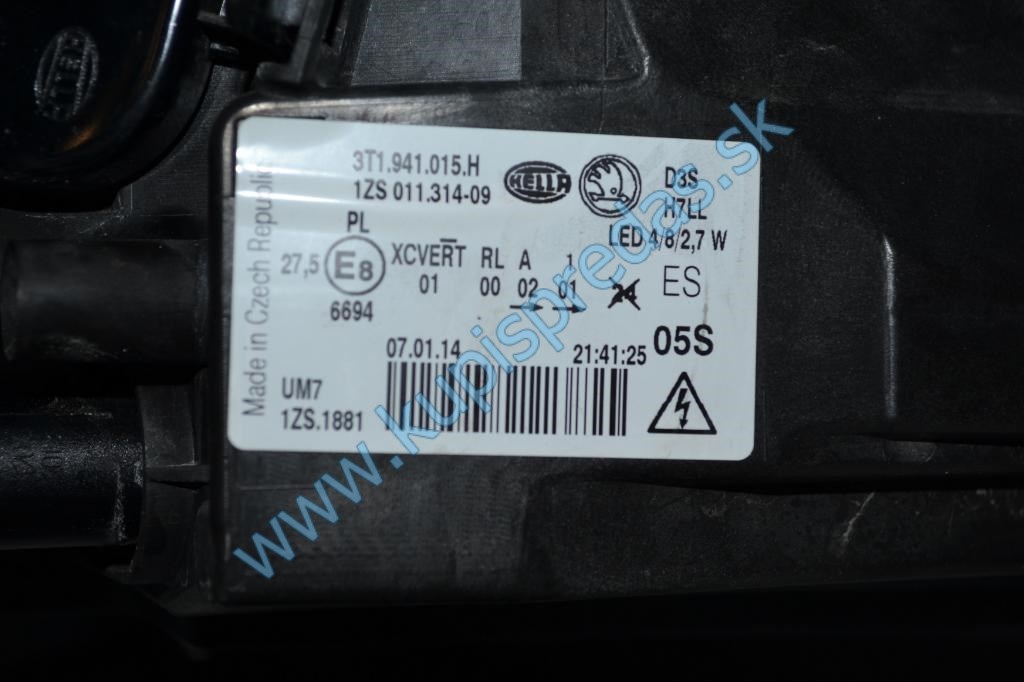 HELLA
3T1.941.015.H
1ZS 011.314-09
HELLA
D3S
H7LL
LED 4/8/2,7 W
PL
27,5
E8
6694
XCVERT RL A 1
01 00 02 01
24
ES
05S
07.01.14
21:41:25
UM7
1ZS.1881
Made in Czech Republic
www.kupispredas.sk